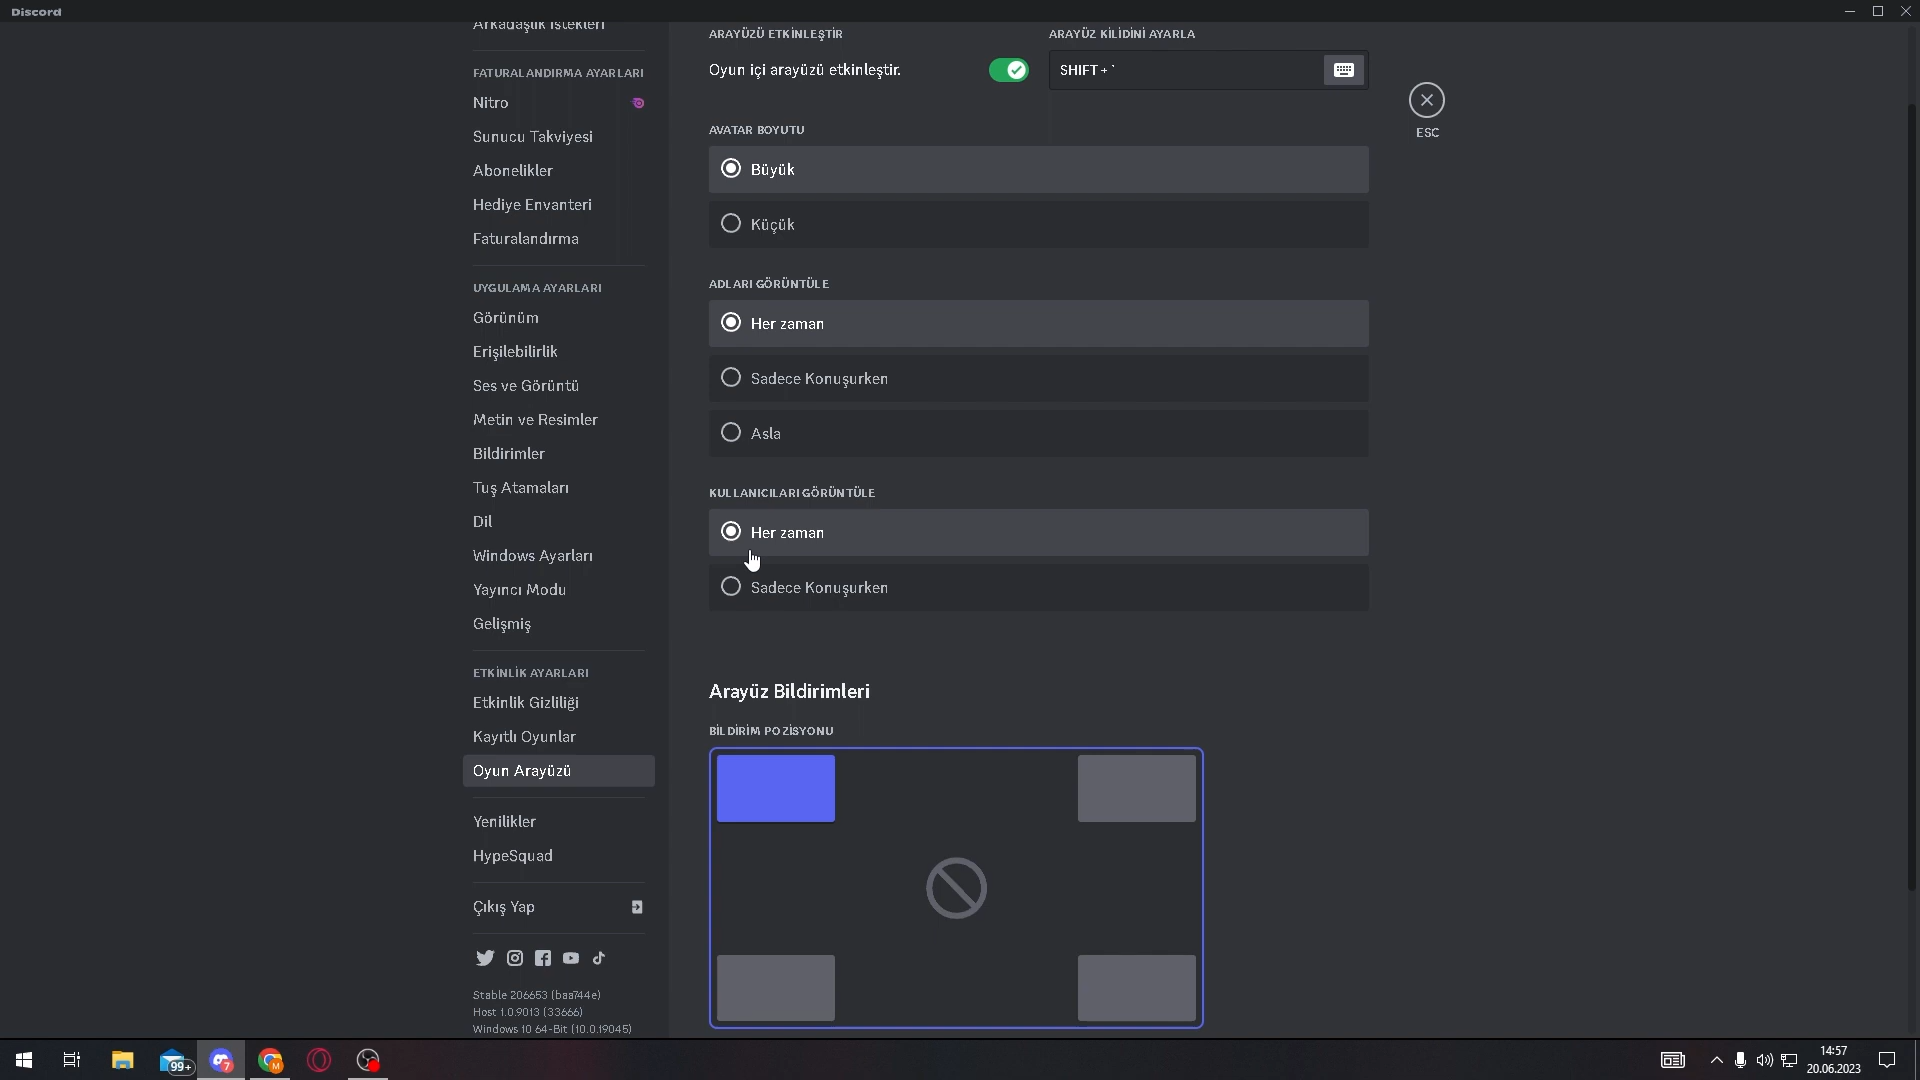 Discord
Arkadaşlık İstekleri
FATURALANDIRMA AYARLARI
Nitro
Sunucu Takviyesi
Abonelikler
Hediye Envanteri
Faturalandırma
UYGULAMA AYARLARI
Görünüm
Erişilebilirlik
Ses ve Görüntü
Metin ve Resimler
Bildirimler
Tuş Atamaları
Dil
Windows Ayarları
Yayıncı Modu
Gelişmiş
ETKİNLİK AYARLARI
Etkinlik Gizliliği
Kayıtlı Oyunlar
Oyun Arayüzü
Yenilikler
HypeSquad
Çıkış Yap
Stable 206653 (baa744e)
Host 1.0.9013 (33666)
Windows 10 64-Bit (10.0.19045)
ARAYÜZÜ ETKİNLEŞTİR
Oyun içi arayüzü etkinleştir.
ARAYÜZ KİLİDİNİ AYARLA
SHIFT + `
ESC
AVATAR BOYUTU
Büyük
Küçük
ADLARI GÖRÜNTÜLE
Her zaman
Sadece Konuşurken
Asla
KULLANICILARI GÖRÜNTÜLE
Her zaman
Sadece Konuşurken
Arayüz Bildirimleri
BİLDİRİM POZİSYONU
99+
7
M
14:57
20.06.2023